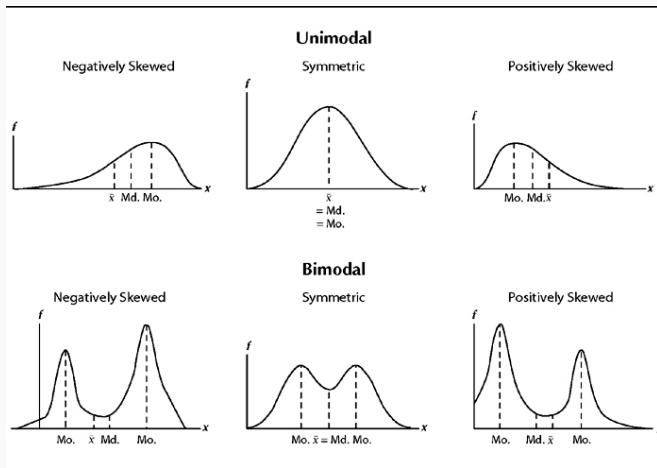 Unimodal
Negatively Skewed
Symmetric
Positively Skewed
f
f
f
x̄ Md. Mo.
x
x̄
= Md.
= Mo.
x
Mo. Md. x̄
x
Bimodal
Negatively Skewed
Symmetric
Positively Skewed
f
f
f
Mo. x̄ Md. Mo.
x
Mo. x̄ = Md. Mo.
x
Mo. Md. x̄ Mo.